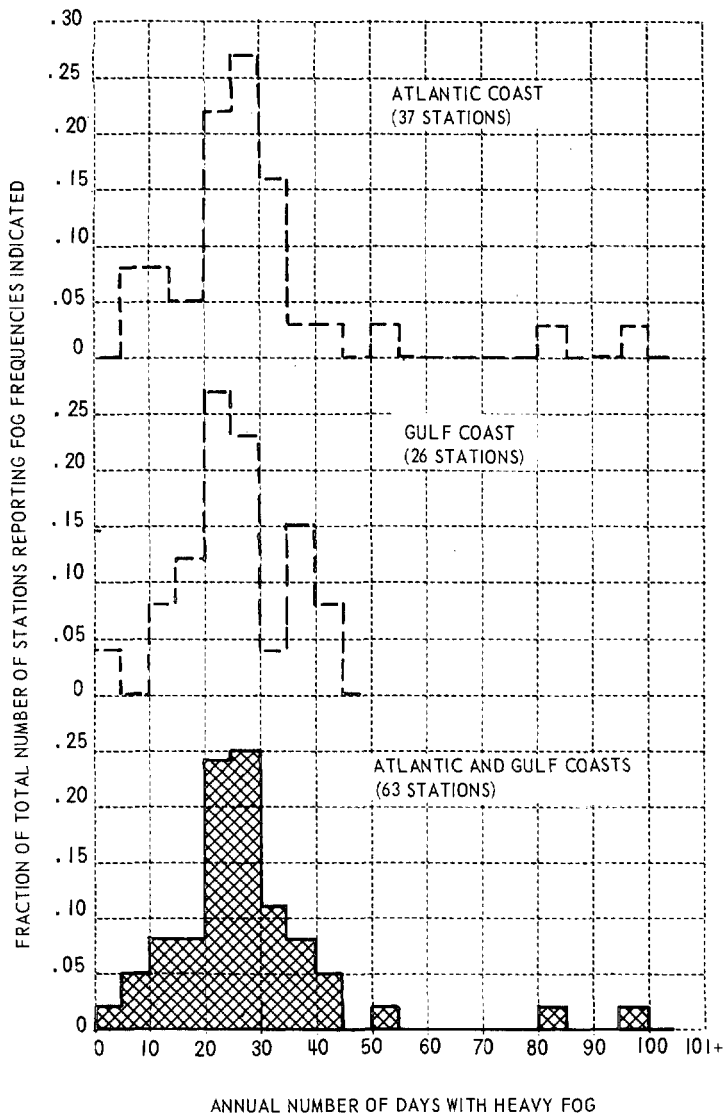 FRACTION OF TOTAL NUMBER OF STATIONS REPORTING FOG FREQUENCIES INDICATED
.30
.25
.20
.15
.10
.05
0
ATLANTIC COAST
(37 STATIONS)
.25
.20
.15
.10
.05
0
GULF COAST
(26 STATIONS)
.25
.20
.15
.10
.05
0
ATLANTIC AND GULF COASTS
(63 STATIONS)
0 10 20 30 40 50 60 70 80 90 100 101+
ANNUAL NUMBER OF DAYS WITH HEAVY FOG